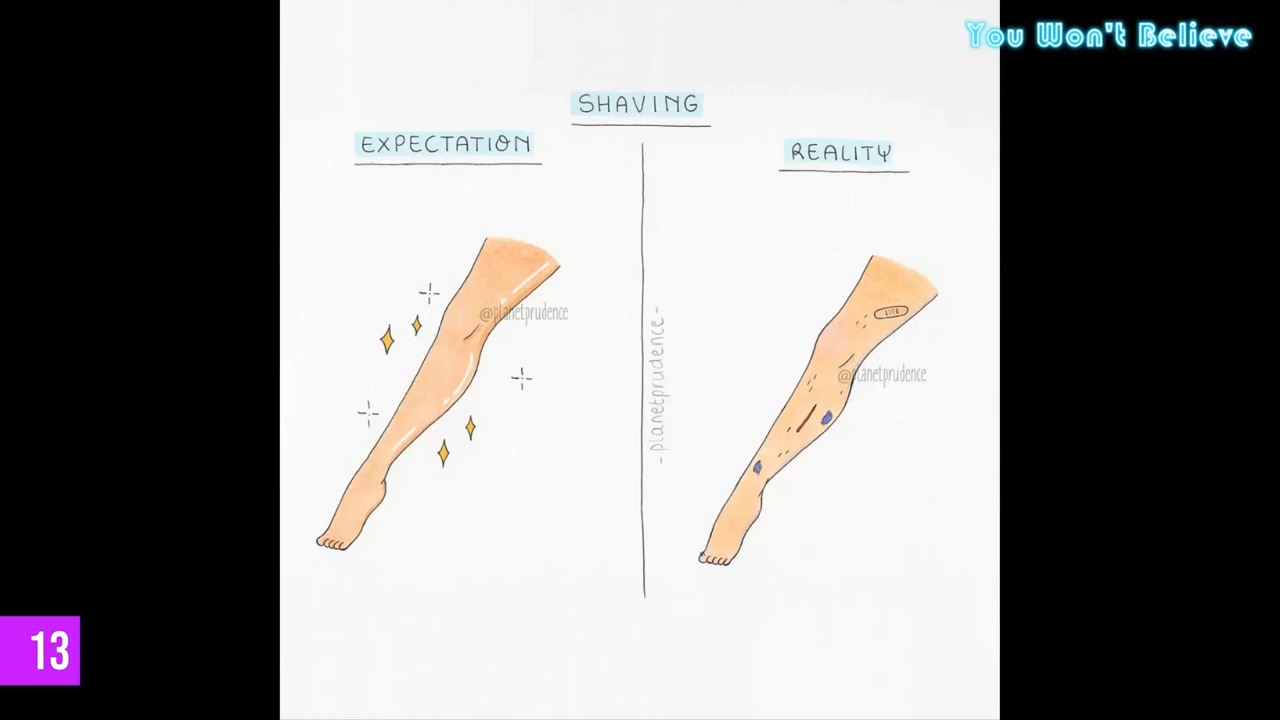 You Won't Believe
SHAVING
EXPECTATION
REALITY
@planetprudence
-planetprudence-
@planetprudence
13